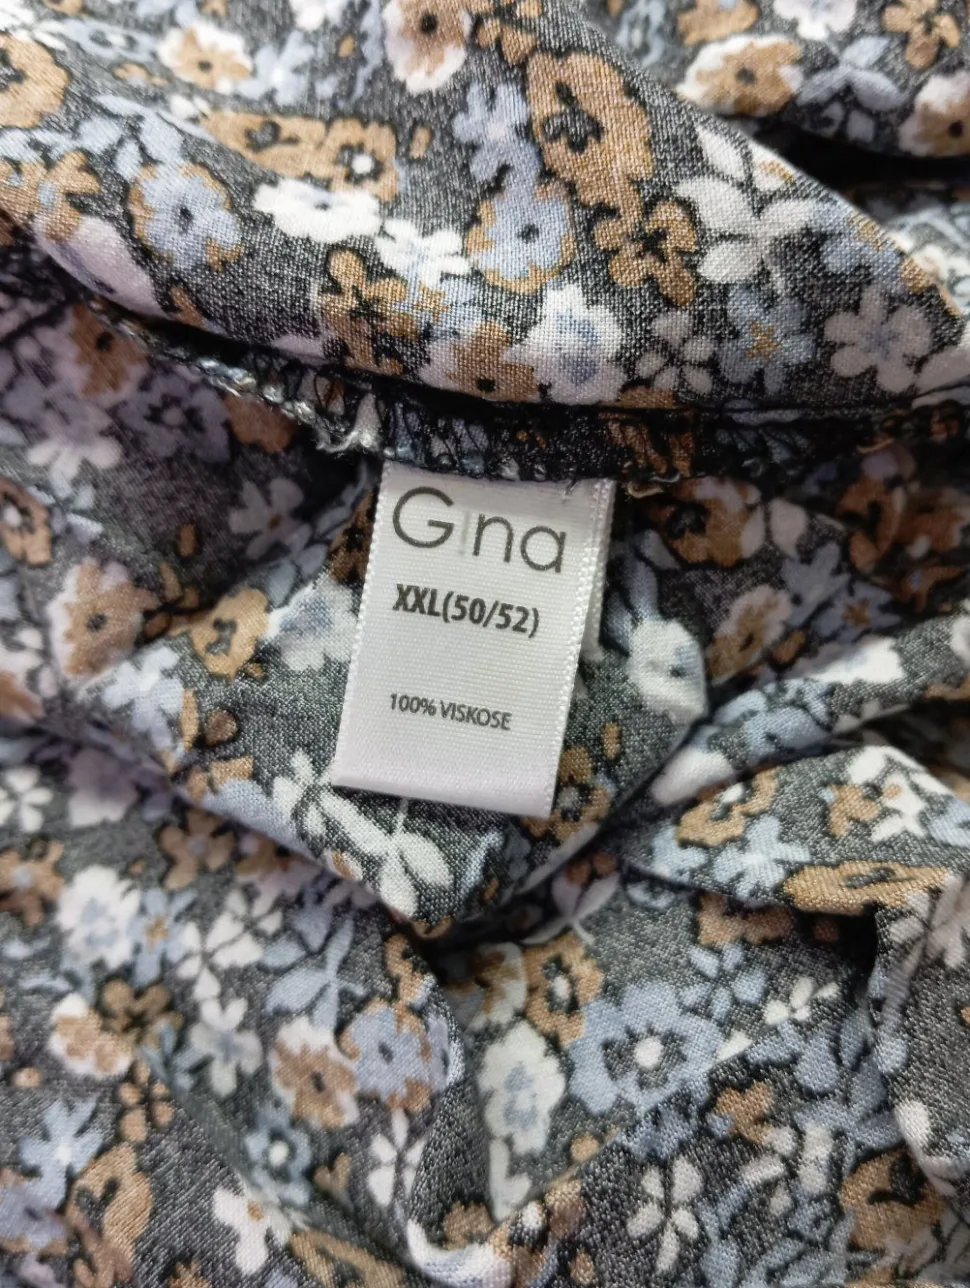 Gina
XXL(50/52)
100% VISKOSE